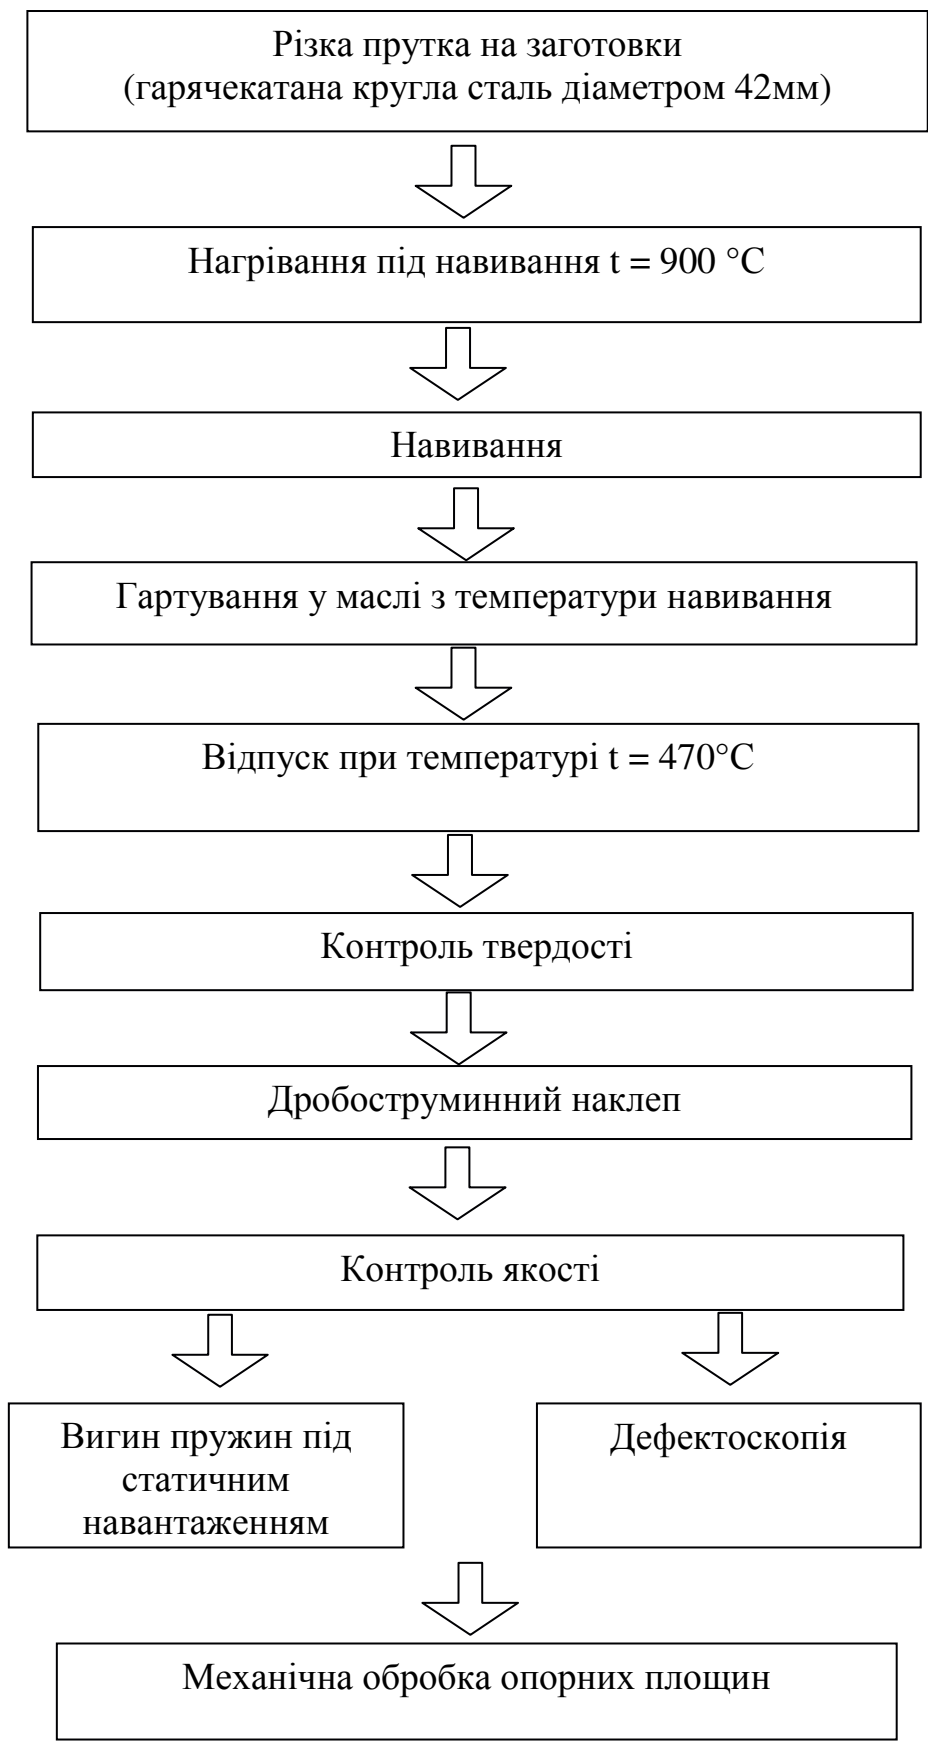 Різка прутка на заготовки
(гарячекатана кругла сталь діаметром 42мм)
Нагрівання під навивання t = 900 °С
Навивання
Гартування у маслі з температури навивання
Відпуск при температурі t = 470°С
Контроль твердості
Дробоструминний наклеп
Контроль якості
Вигин пружин під
статичним
навантаженням
Дефектоскопія
Механічна обробка опорних площин